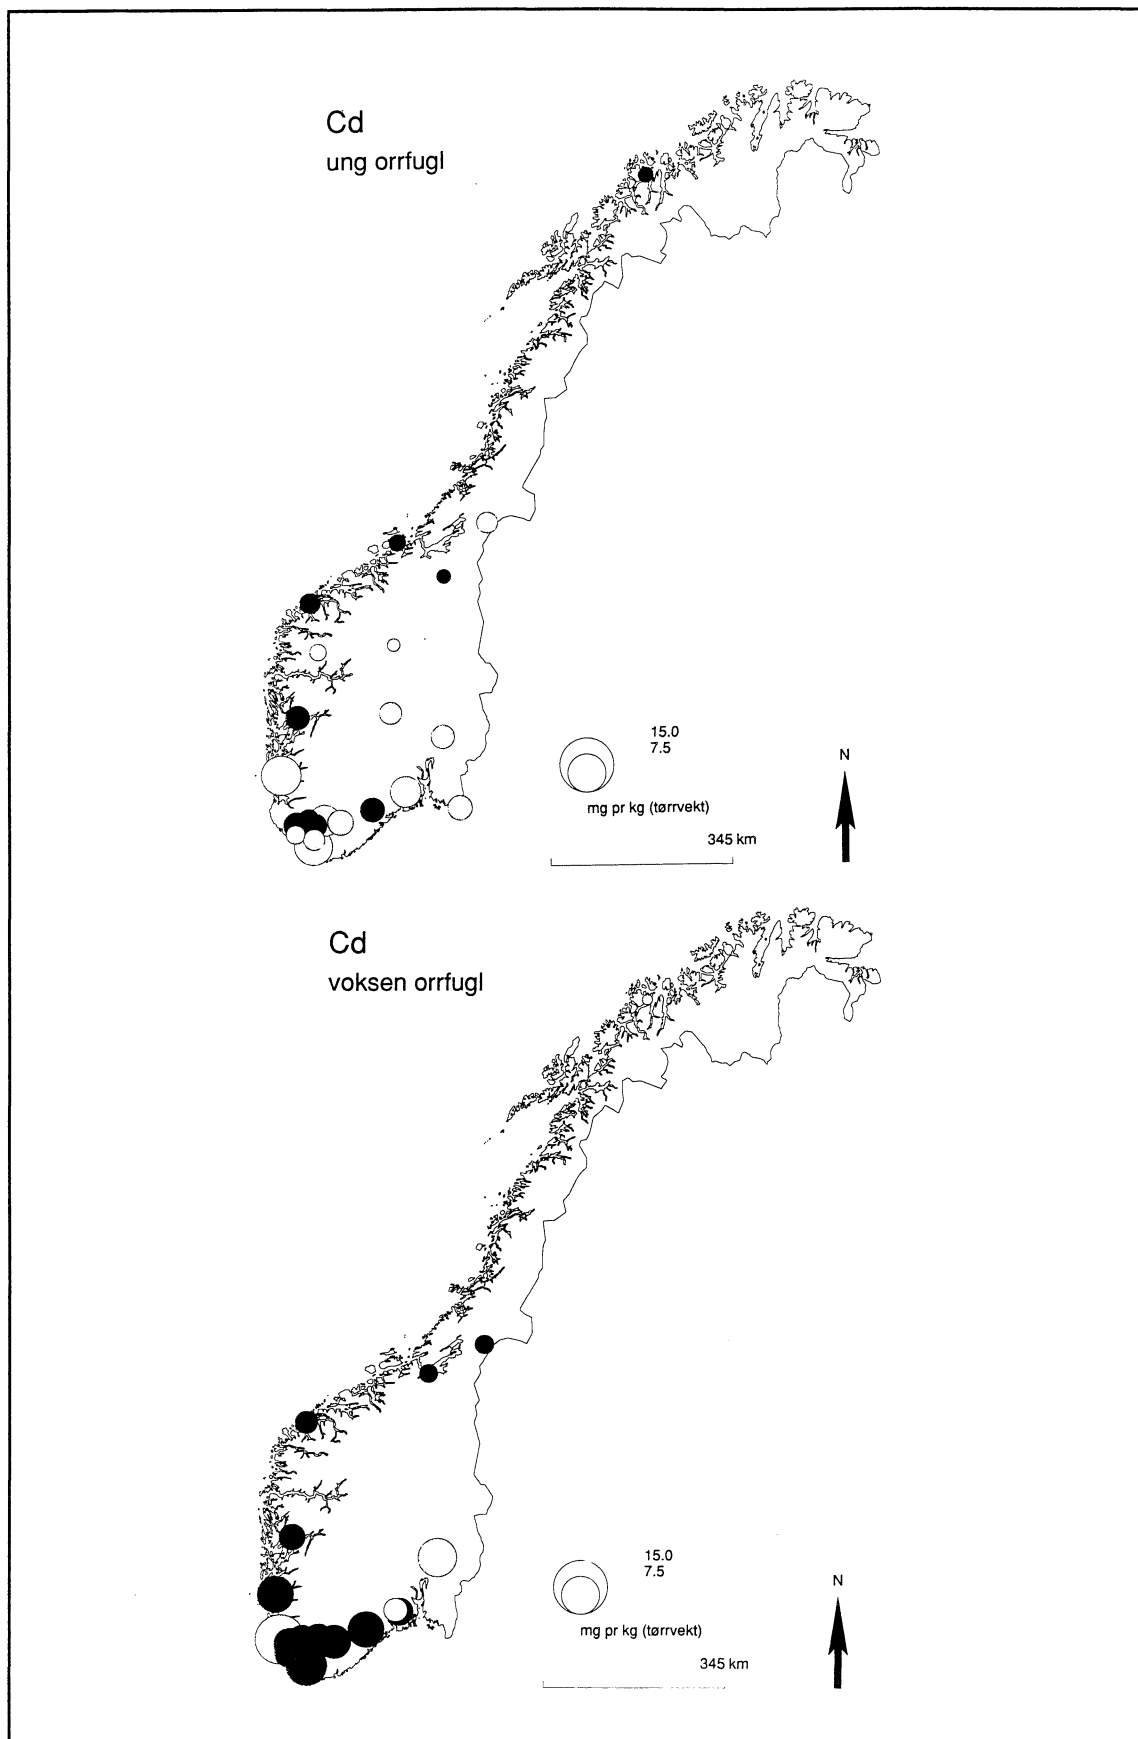 Cd
ung orrfugl
15.0
7.5
mg pr kg (tørrvekt)
345 km
N
Cd
voksen orrfugl
15.0
7.5
mg pr kg (tørrvekt)
345 km
N